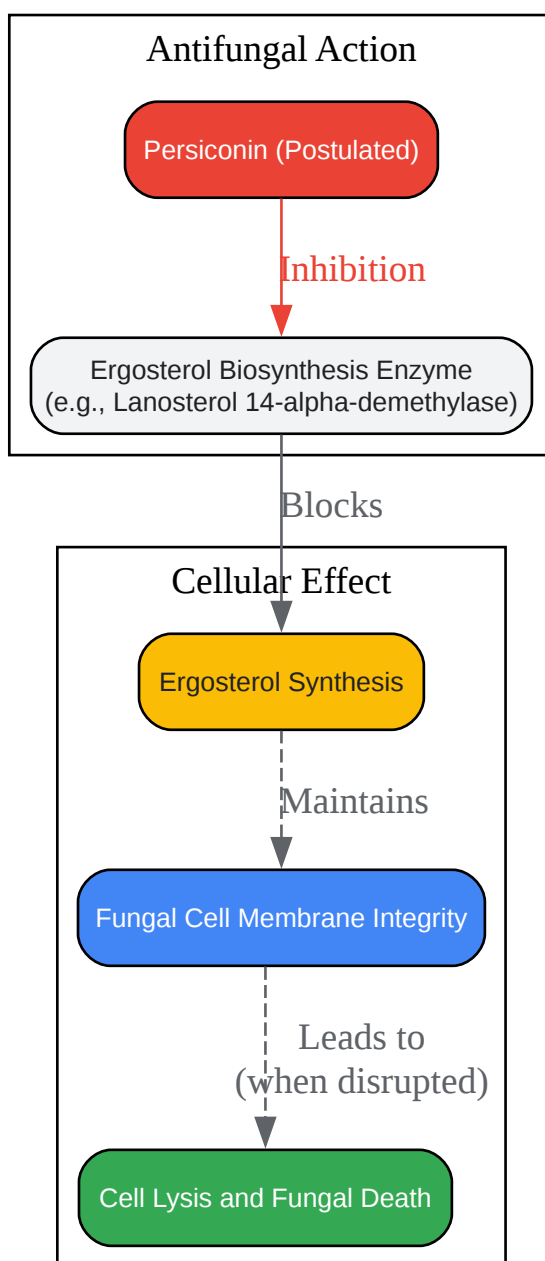 Antifungal Action
Persiconin (Postulated)
Inhibition
Ergosterol Biosynthesis Enzyme
(e.g., Lanosterol 14-alpha-demethylase)
Blocks
Cellular Effect
Ergosterol Synthesis
Maintains
Fungal Cell Membrane Integrity
Leads to
(when disrupted)
Cell Lysis and Fungal Death